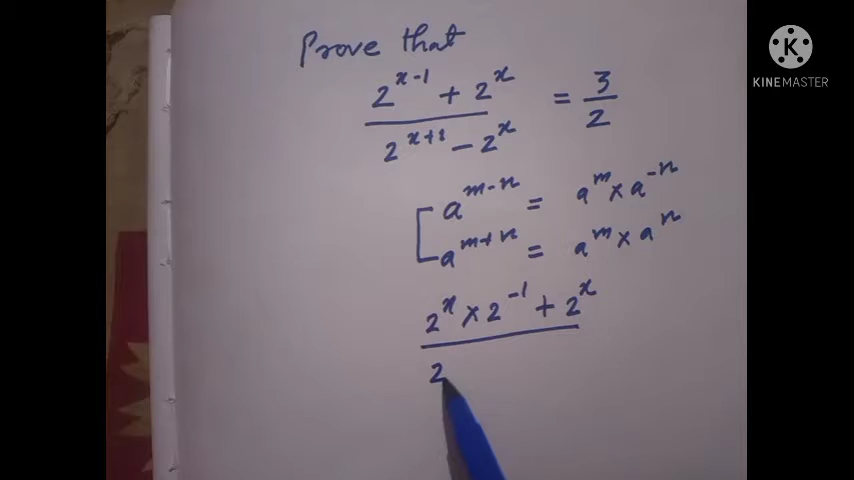 Prove that
2^{x-1} + 2^x / 2^{x+1} - 2^x = 3/2
a^{m-n} = a^m × a^{-n}
a^{m+n} = a^m × a^n
2^x × 2^{-1} + 2^x / 2
K
KINEMASTER